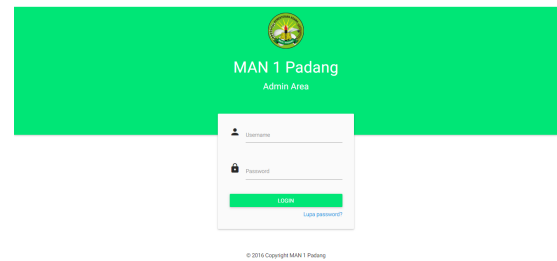 MAN 1 Padang
Admin Area
Username
Password
LOGIN
Lupa password?
© 2016 Copyright MAN 1 Padang